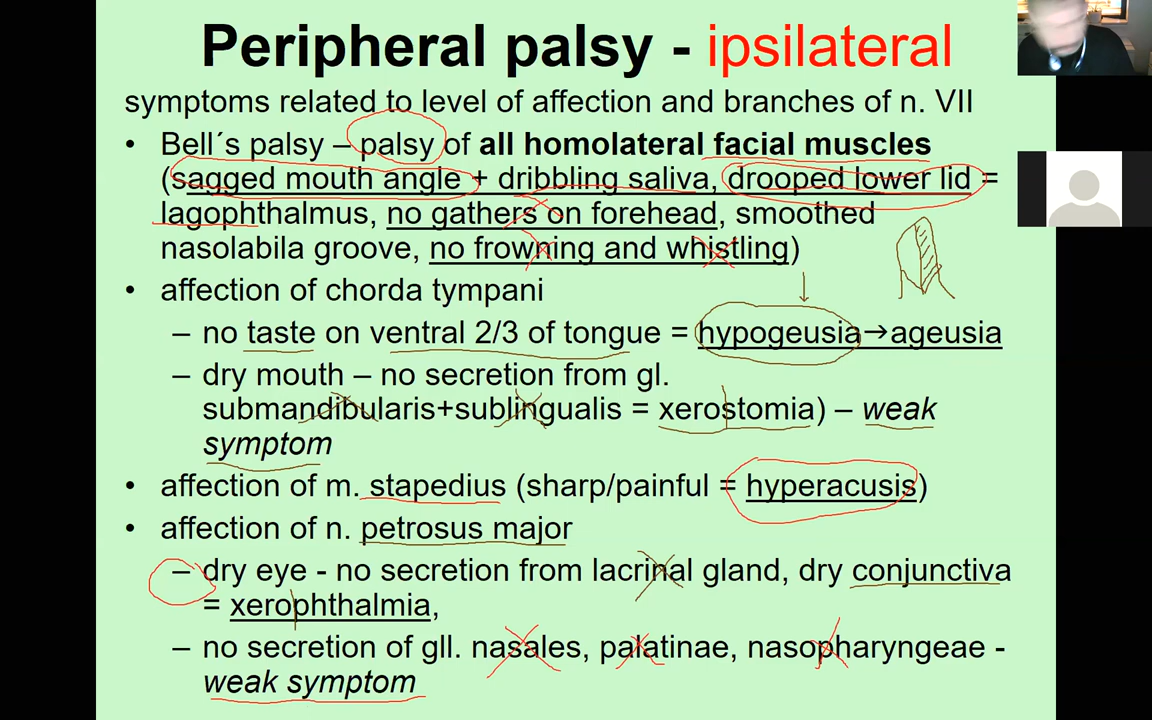 Peripheral palsy - ipsilateral
symptoms related to level of affection and branches of n. VII
• Bell´s palsy – palsy of all homolateral facial muscles
(sagged mouth angle + dribbling saliva, drooped lower lid =
lagophthalmus, no gathers on forehead, smoothed
nasolabila groove, no frowning and whistling)
• affection of chorda tympani
– no taste on ventral 2/3 of tongue = hypogeusia→ageusia
– dry mouth – no secretion from gl.
submandibularis+sublingualis = xerostomia) – weak
symptom
• affection of m. stapedius (sharp/painful = hyperacusis)
• affection of n. petrosus major
– dry eye - no secretion from lacrinal gland, dry conjunctiva
= xerophthalmia,
– no secretion of gll. nasales, palatinae, nasopharyngeae -
weak symptom